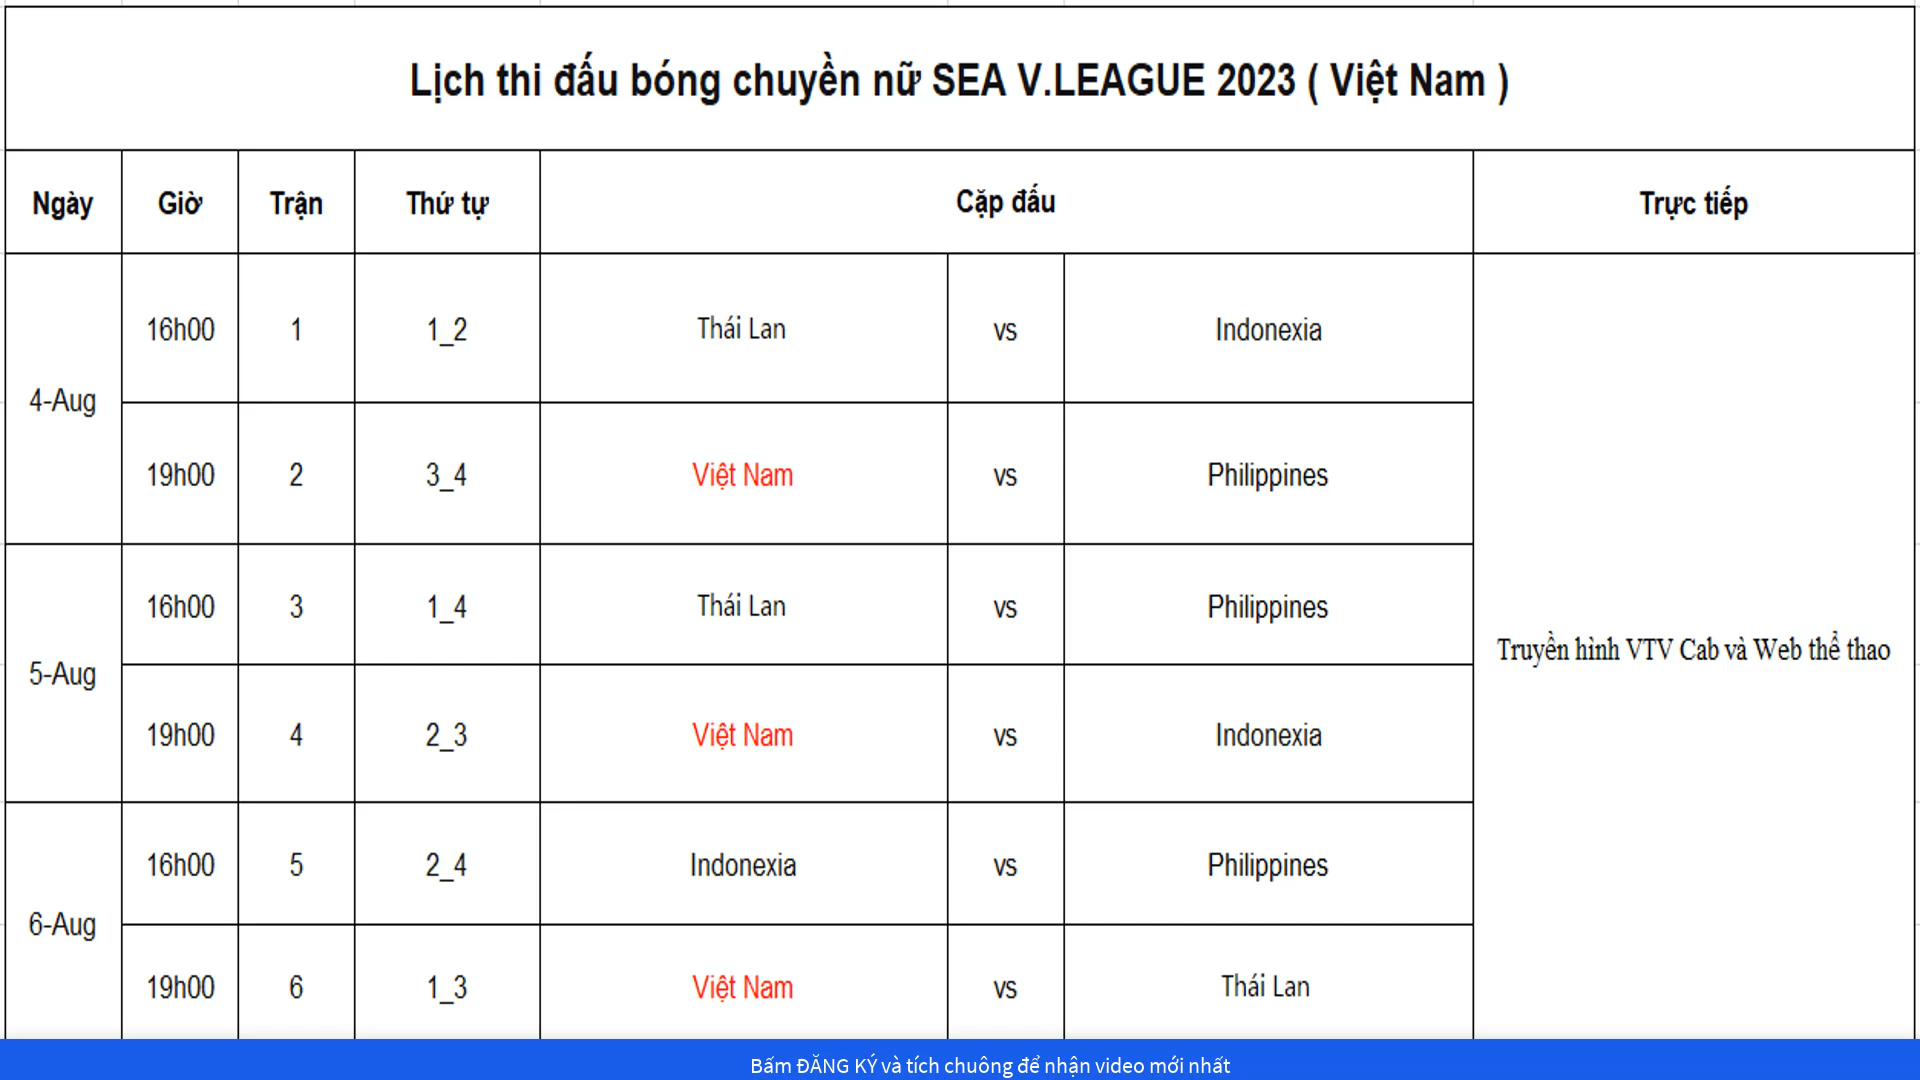 Lịch thi đấu bóng chuyền nữ SEA V.LEAGUE 2023 ( Việt Nam )
Ngày Giờ Trận Thứ tự Cặp đấu Trực tiếp
4-Aug
16h00 1 1_2 Thái Lan vs Indonexia
19h00 2 3_4 Việt Nam vs Philippines
5-Aug
16h00 3 1_4 Thái Lan vs Philippines
19h00 4 2_3 Việt Nam vs Indonexia
6-Aug
16h00 5 2_4 Indonexia vs Philippines
19h00 6 1_3 Việt Nam vs Thái Lan
Truyền hình VTV Cab và Web thể thao
Bấm ĐĂNG KÝ và tích chuông để nhận video mới nhất